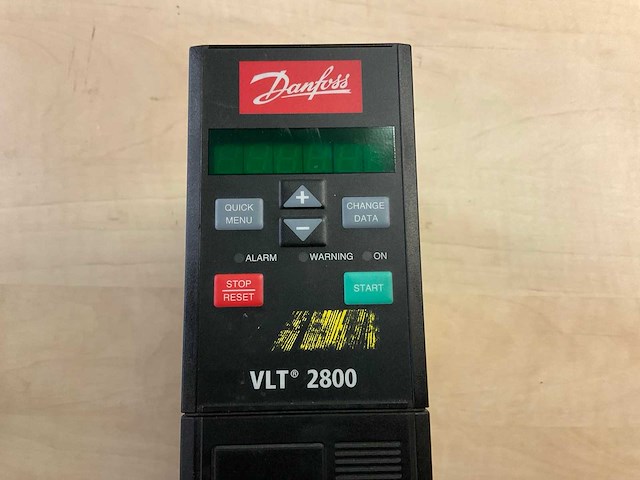 Danfoss
QUICK
MENU
+
CHANGE
DATA
−
ALARM
WARNING
ON
STOP
RESET
START
VLT® 2800